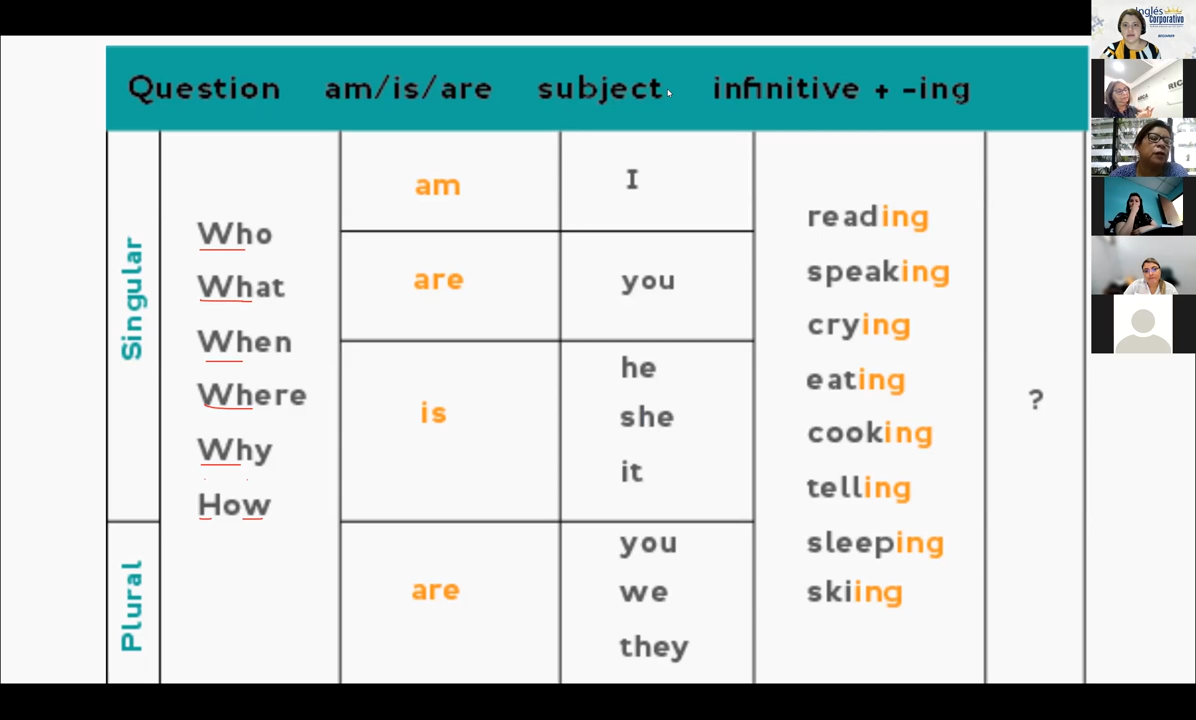 Question am/is/are subject infinitive + -ing
Singular
Who
What
When
Where
Why
How
am
are
is
I
you
he
she
it
reading
speaking
crying
eating
cooking
telling
sleeping
skiing
?
Plural
are
you
we
they
Inglés
Corporativo